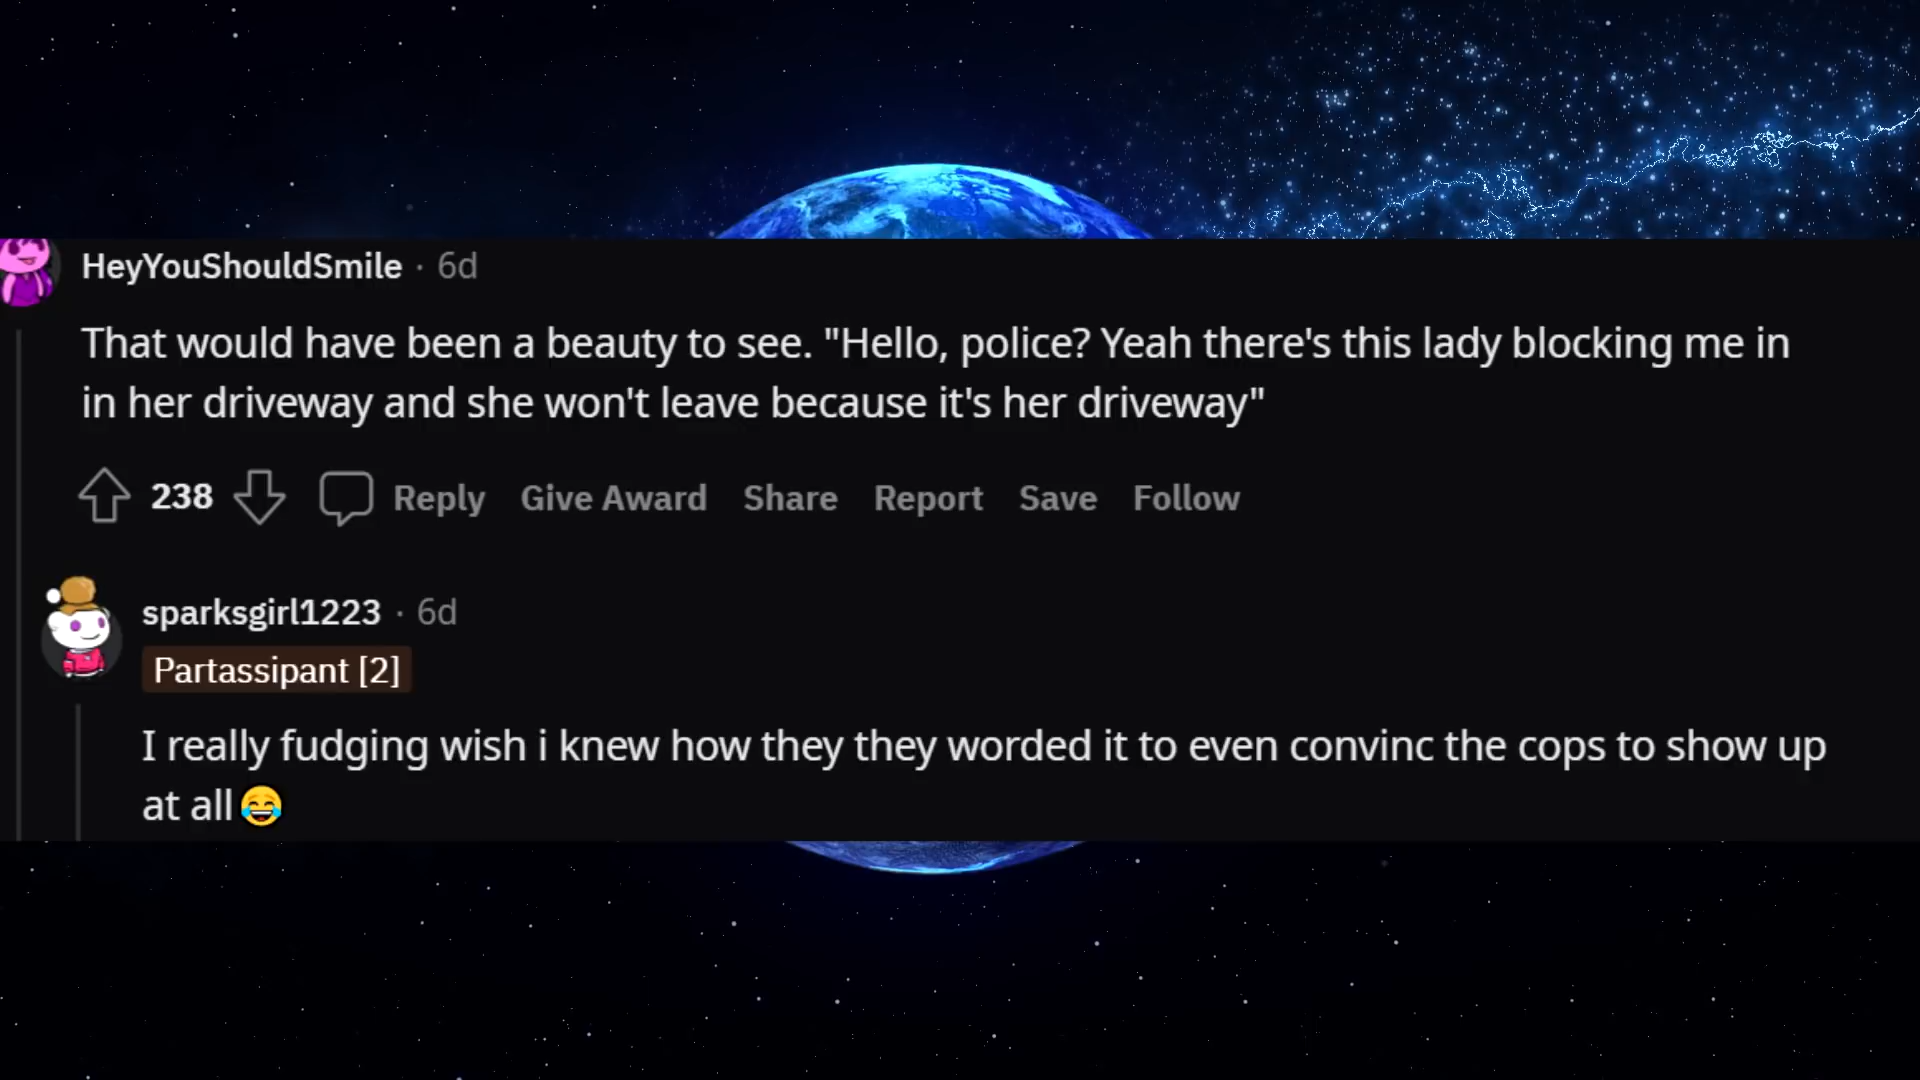 HeyYouShouldSmile · 6d
That would have been a beauty to see. "Hello, police? Yeah there's this lady blocking me in
in her driveway and she won't leave because it's her driveway"
238 Reply Give Award Share Report Save Follow
sparksgirl1223 · 6d
Partassipant [2]
I really fudging wish i knew how they they worded it to even convinc the cops to show up
at all😂